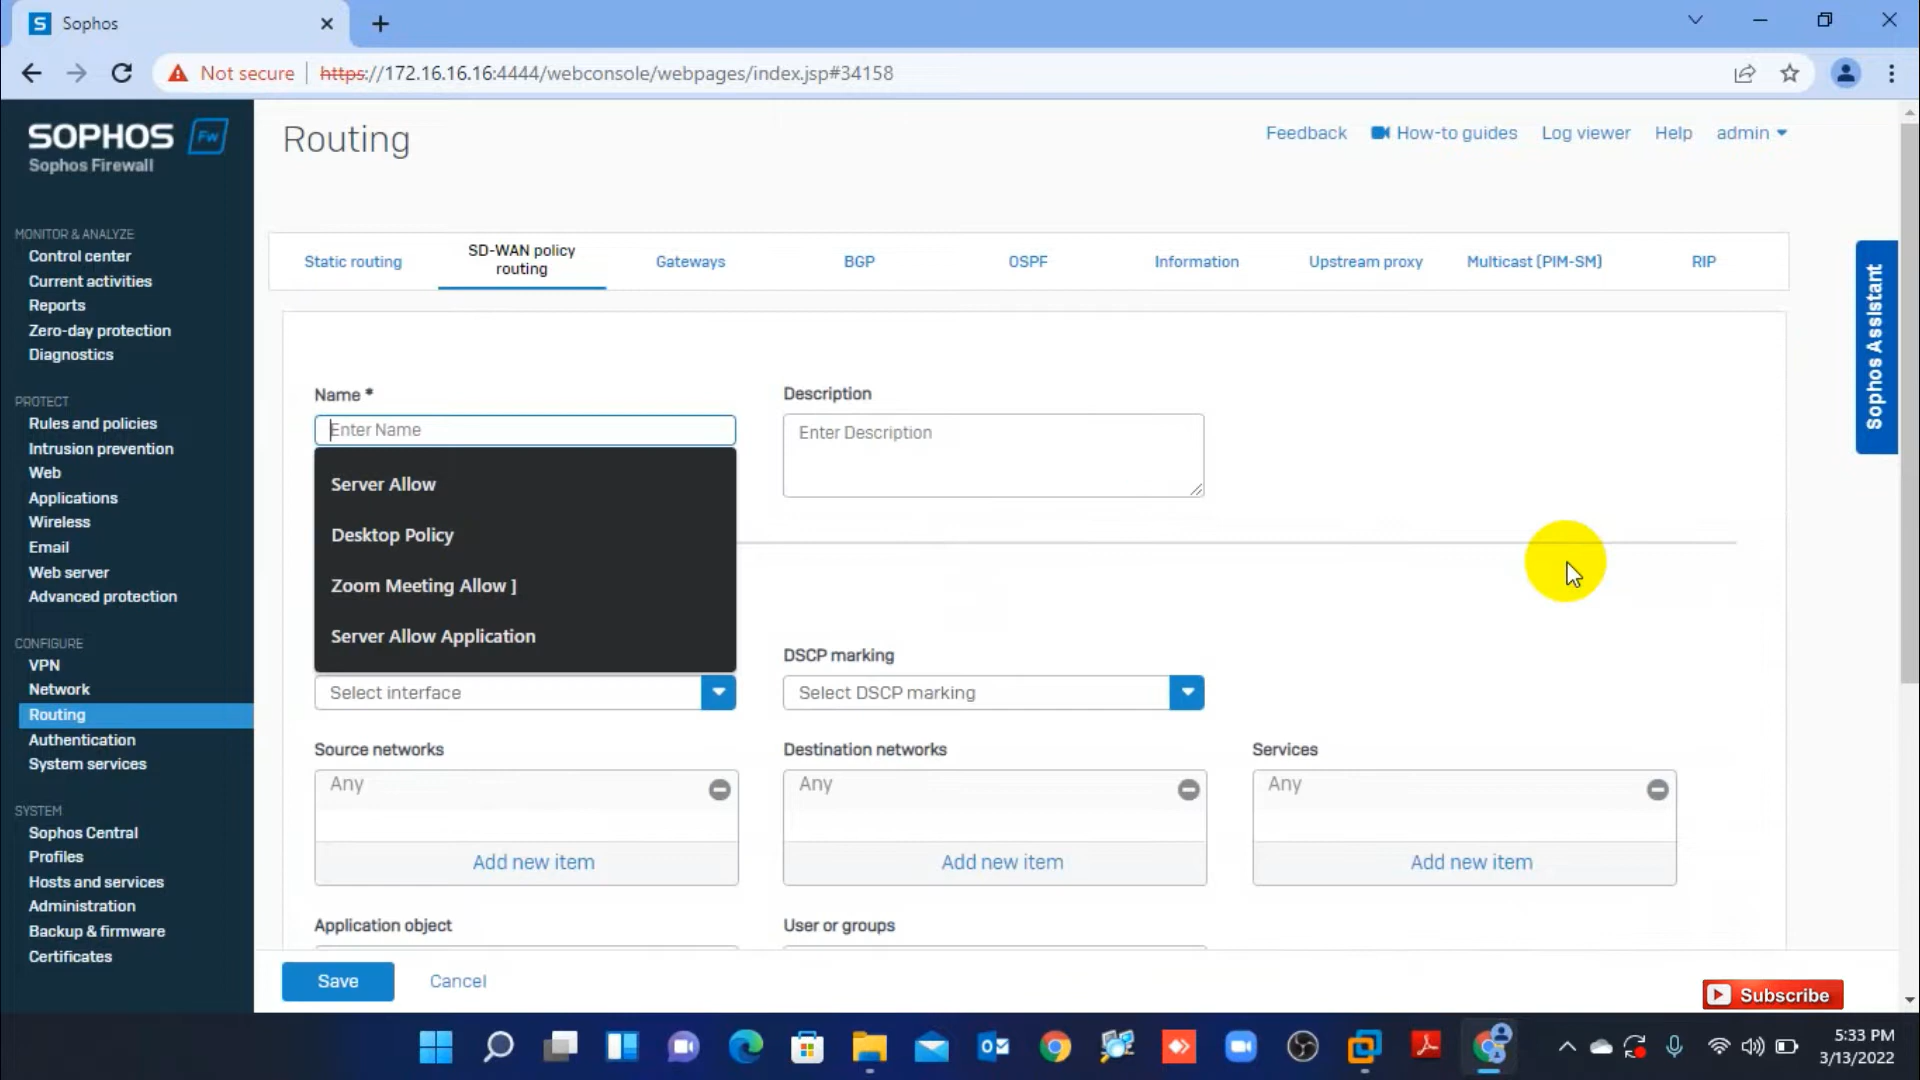 S Sophos
Not secure https://172.16.16.16:4444/webconsole/webpages/index.jsp#34158
SOPHOS Fw
Sophos Firewall
Routing
Feedback How-to guides Log viewer Help admin
MONITOR & ANALYZE
Control center
Current activities
Reports
Zero-day protection
Diagnostics
PROTECT
Rules and policies
Intrusion prevention
Web
Applications
Wireless
Email
Web server
Advanced protection
CONFIGURE
VPN
Network
Routing
Authentication
System services
SYSTEM
Sophos Central
Profiles
Hosts and services
Administration
Backup & firmware
Certificates
Static routing
SD-WAN policy
routing
Gateways
BGP
OSPF
Information
Upstream proxy
Multicast (PIM-SM)
RIP
Sophos Assistant
Name *
Enter Name
Description
Enter Description
Server Allow
Desktop Policy
Zoom Meeting Allow ]
Server Allow Application
Select interface
DSCP marking
Select DSCP marking
Source networks
Any
Add new item
Destination networks
Any
Add new item
Services
Any
Add new item
Application object
User or groups
Save Cancel
Subscribe
5:33 PM
3/13/2022